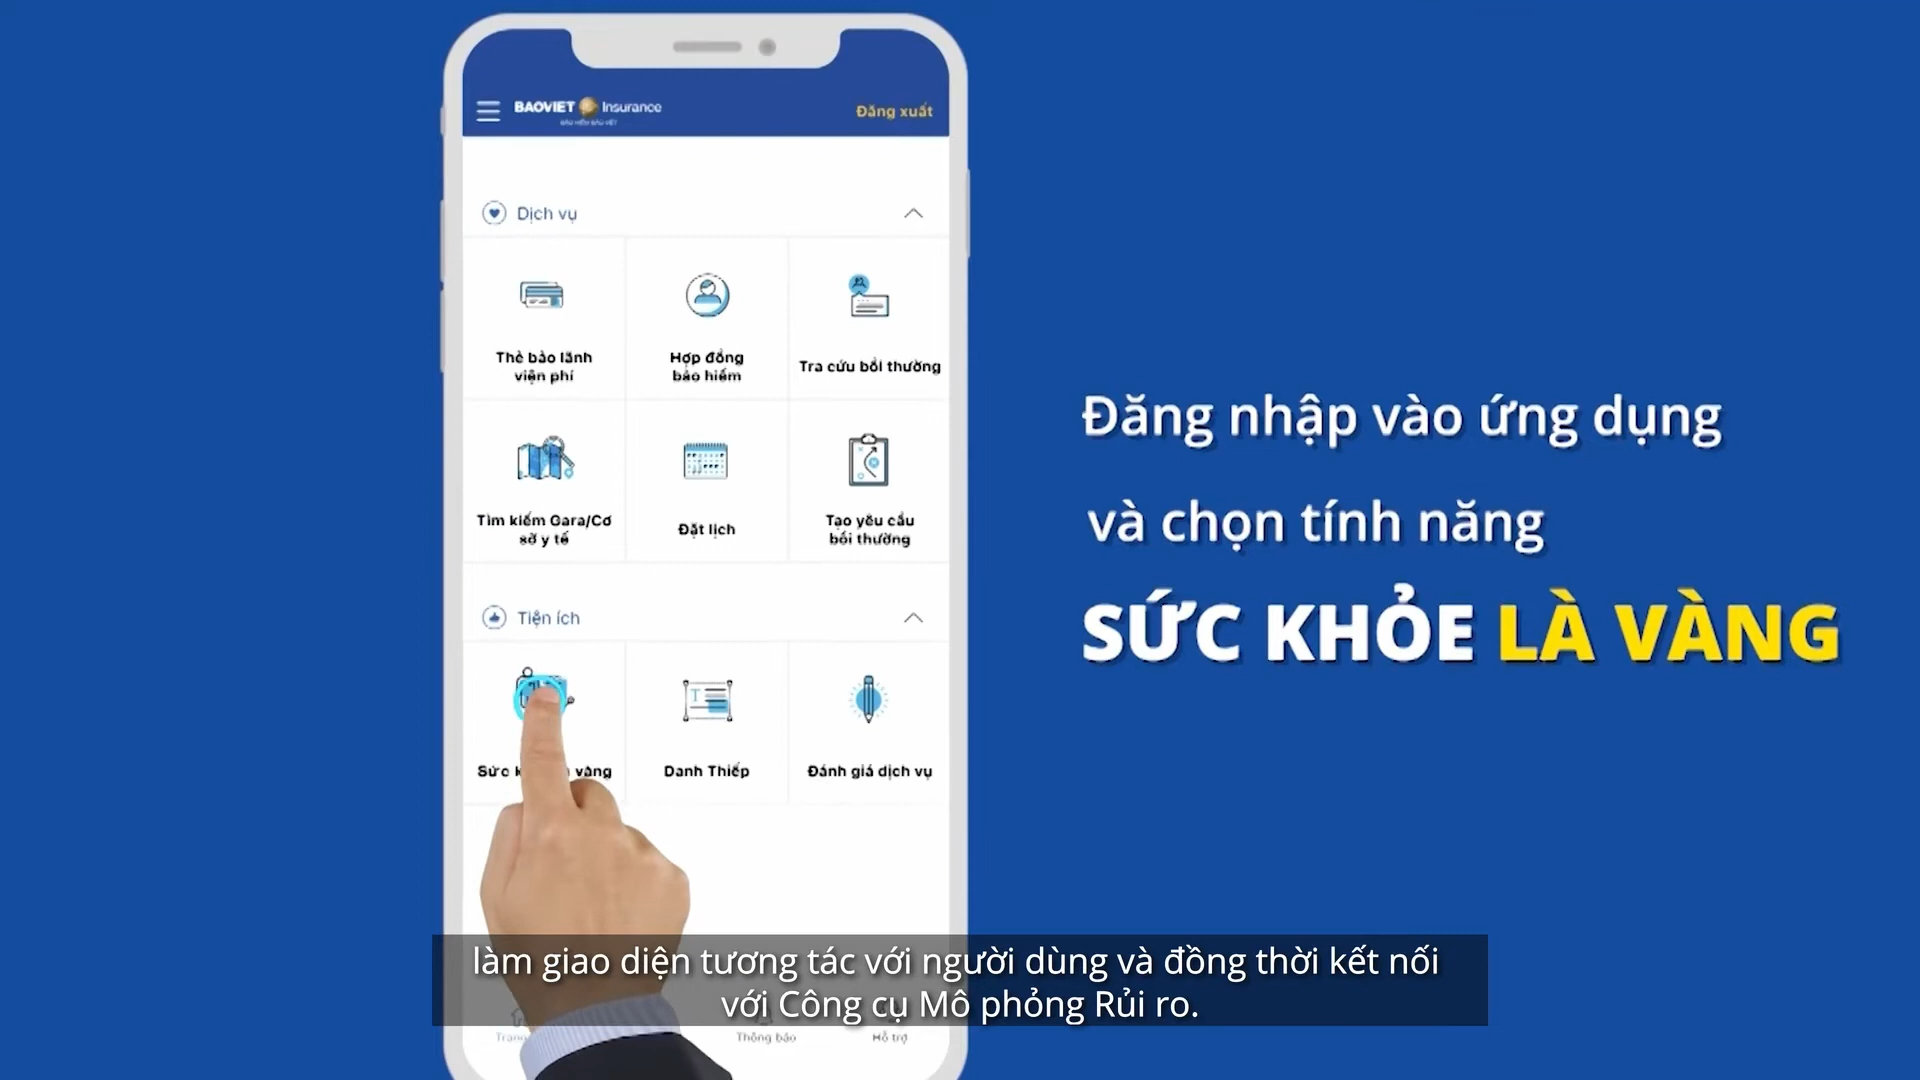 BAOVIET Insurance
Đăng xuất
Dịch vụ
Thẻ bảo lãnh
viện phí
Hợp đồng
bảo hiểm
Tra cứu bồi thường
Tìm kiếm Gara/Cơ
sở y tế
Đặt lịch
Tạo yêu cầu
bồi thường
Tiện ích
Sức k
vàng
Danh Thiếp
Đánh giá dịch vụ
Đăng nhập vào ứng dụng
và chọn tính năng
SỨC KHỎE LÀ VÀNG
làm giao diện tương tác với người dùng và đồng thời kết nối
với Công cụ Mô phỏng Rủi ro.
Thông báo
Hỗ trợ